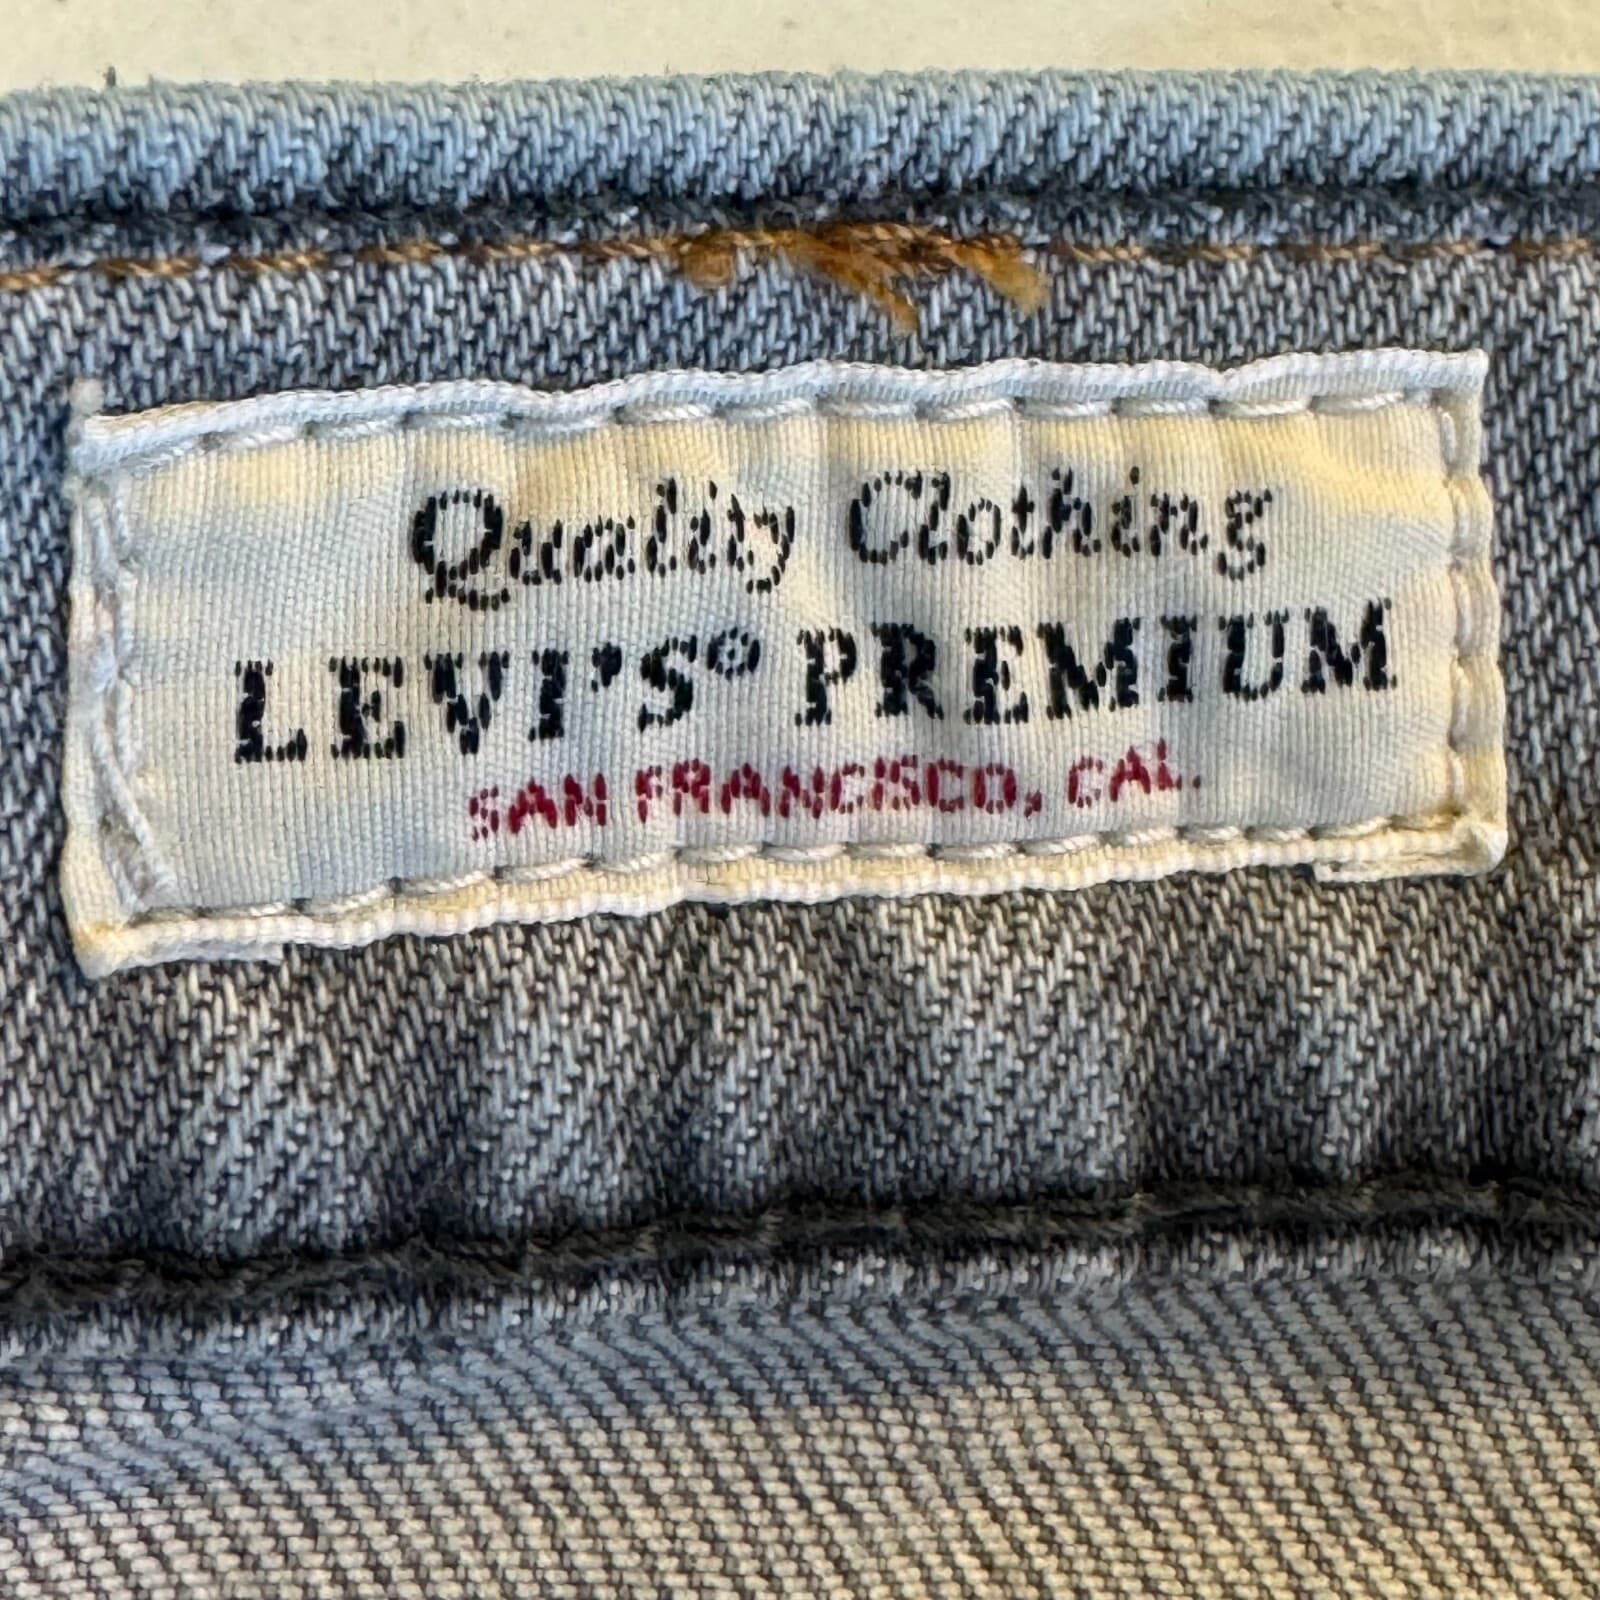 Quality Clothing
LEVI'S® PREMIUM
SAN FRANCISCO, CAL.